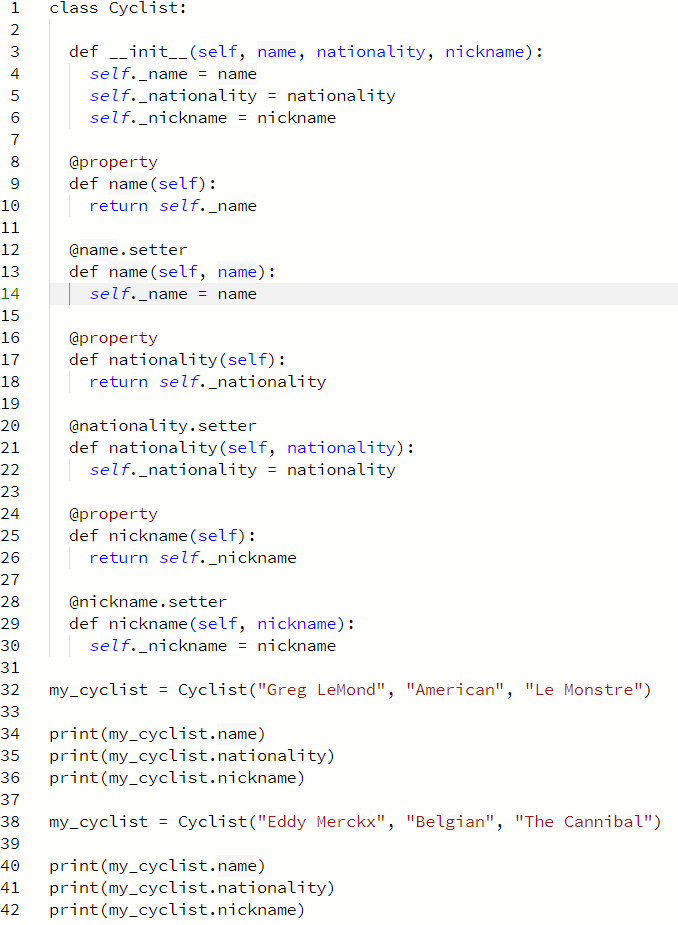 1 class Cyclist:
2
3   def __init__(self, name, nationality, nickname):
4     self._name = name
5     self._nationality = nationality
6     self._nickname = nickname
7
8   @property
9   def name(self):
10     return self._name
11
12   @name.setter
13   def name(self, name):
14     self._name = name
15
16   @property
17   def nationality(self):
18     return self._nationality
19
20   @nationality.setter
21   def nationality(self, nationality):
22     self._nationality = nationality
23
24   @property
25   def nickname(self):
26     return self._nickname
27
28   @nickname.setter
29   def nickname(self, nickname):
30     self._nickname = nickname
31
32 my_cyclist = Cyclist("Greg LeMond", "American", "Le Monstre")
33
34 print(my_cyclist.name)
35 print(my_cyclist.nationality)
36 print(my_cyclist.nickname)
37
38 my_cyclist = Cyclist("Eddy Merckx", "Belgian", "The Cannibal")
39
40 print(my_cyclist.name)
41 print(my_cyclist.nationality)
42 print(my_cyclist.nickname)